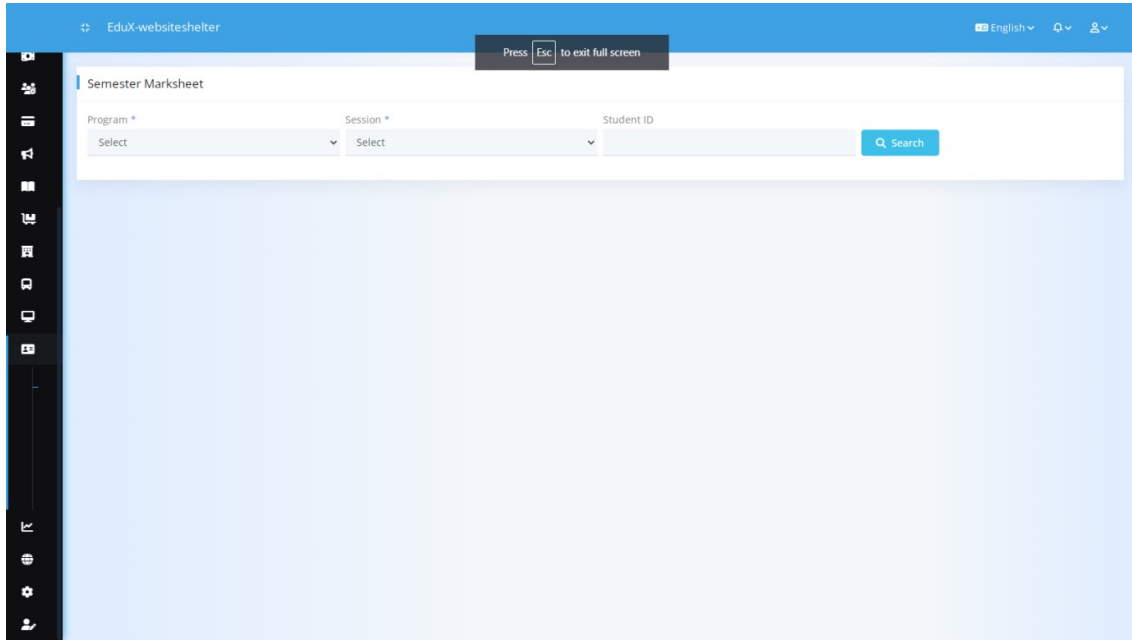 EduX-websiteshelter
English
Press Esc to exit full screen
Semester Marksheet
Program *
Session *
Student ID
Select
Select
Search